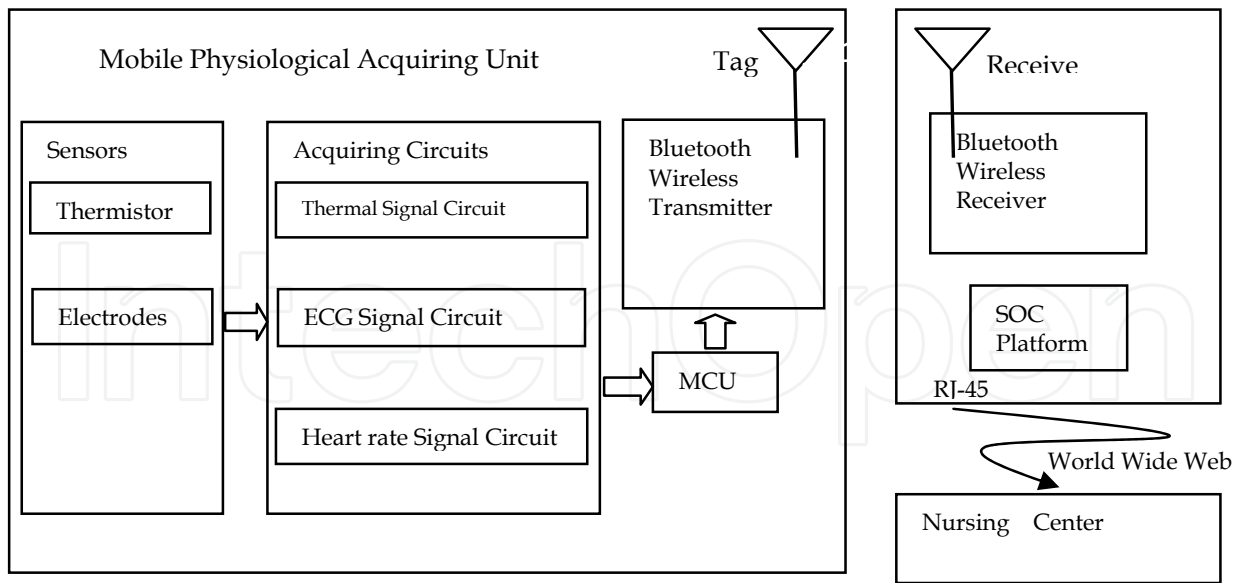 Mobile Physiological Acquiring Unit
Tag
Sensors
Thermistor
Electrodes
Acquiring Circuits
Thermal Signal Circuit
ECG Signal Circuit
Heart rate Signal Circuit
Bluetooth
Wireless
Transmitter
MCU
Receive
Bluetooth
Wireless
Receiver
SOC
Platform
RJ-45
World Wide Web
Nursing Center
IntechOpen